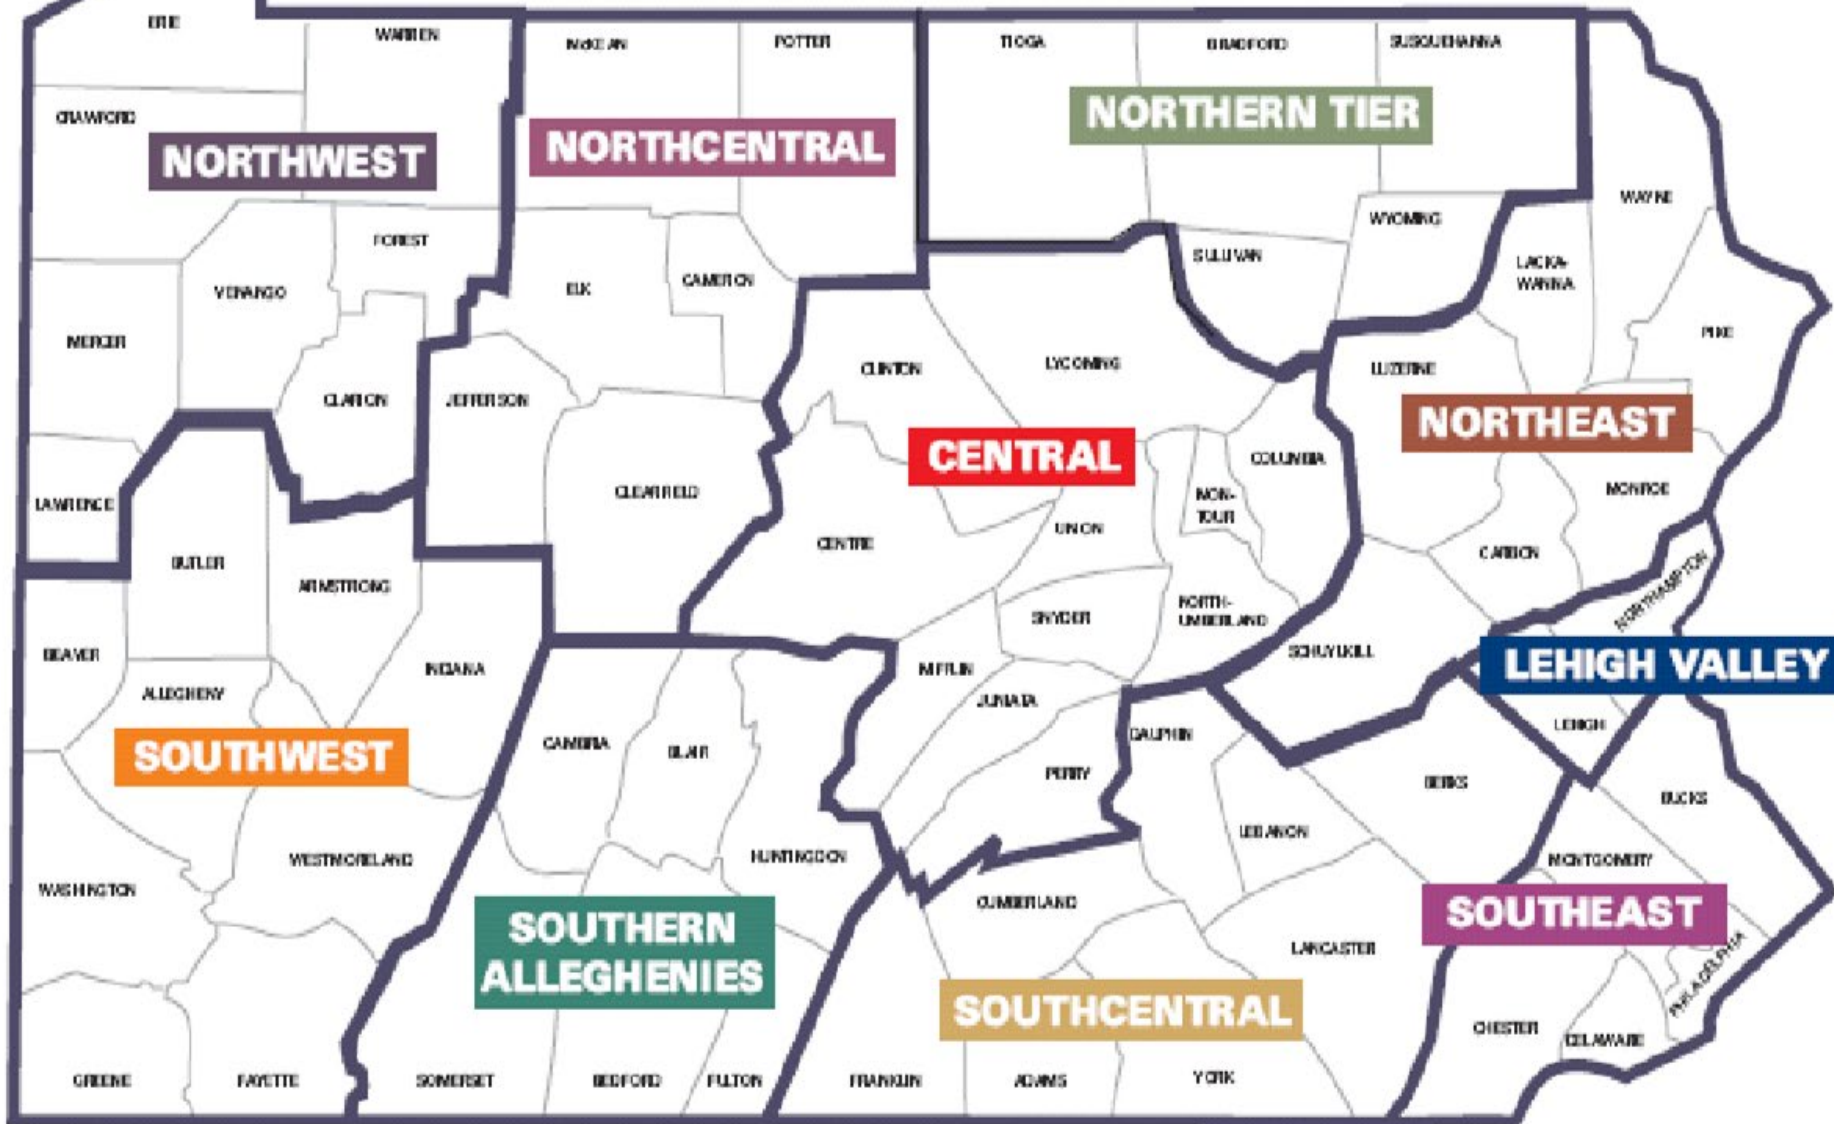 ERIE
WARREN
McKEAN
POTTER
TIOGA
BRADFORD
SUSQUEHANNA
CRAWFORD
NORTHWEST
NORTHCENTRAL
NORTHERN TIER
WAYNE
WYOMING
FOREST
SULLIVAN
LACKA-
WANNA
VENANGO
ELK
CAMERON
MERCER
PIKE
CLINTON
LYCOMING
LUZERNE
CLARION
JEFFERSON
NORTHEAST
CENTRAL
COLUMBIA
LAWRENCE
CLEARFIELD
MON-
TOUR
MONROE
UNION
CENTRE
CARBON
BUTLER
ARMSTRONG
NORTHAMPTON
SNYDER
NORTH-
UMBERLAND
BEAVER
INDIANA
MIFFLIN
SCHUYLKILL
LEHIGH VALLEY
ALLEGHENY
JUNIATA
LEHIGH
SOUTHWEST
CAMBRIA
BLAIR
DAUPHIN
PERRY
BERKS
BUCKS
LEBANON
WESTMORELAND
HUNTINGDON
MONTGOMERY
WASHINGTON
CUMBERLAND
SOUTHEAST
SOUTHERN
ALLEGHENIES
LANCASTER
PHILADELPHIA
SOUTHCENTRAL
CHESTER
DELAWARE
GREENE
FAYETTE
SOMERSET
BEDFORD
FULTON
FRANKLIN
ADAMS
YORK